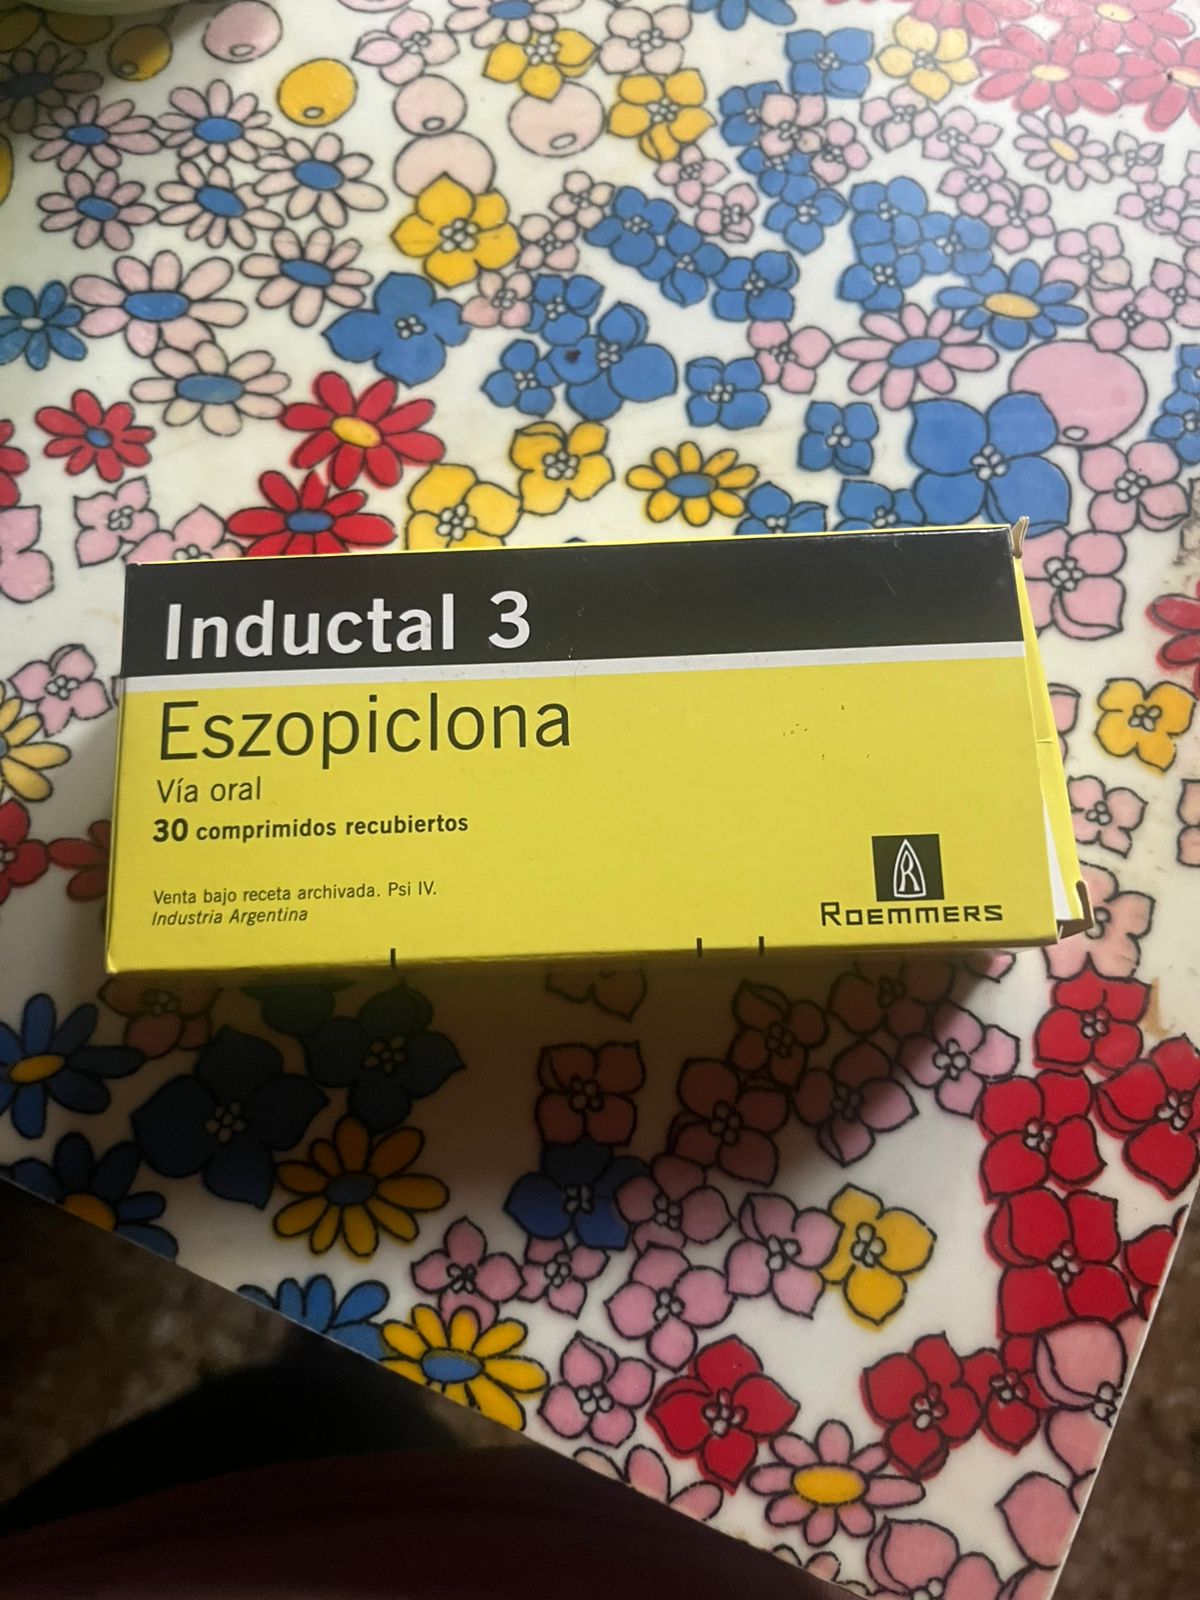 Inductal 3
Eszopiclona
Vía oral
30 comprimidos recubiertos
Venta bajo receta archivada. Psi IV.
Industria Argentina
R
ROEMMERS